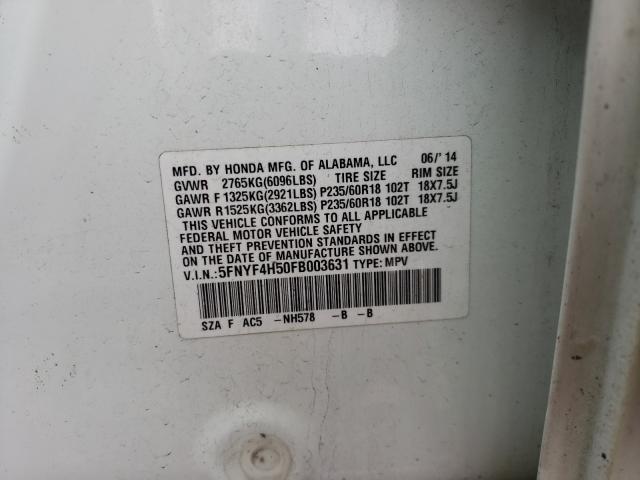 MFD. BY HONDA MFG. OF ALABAMA, LLC 06/'14
GVWR 2765KG(6096LBS) TIRE SIZE RIM SIZE
GAWR F 1325KG(2921LBS) P235/60R18 102T 18X7.5J
GAWR R1525KG(3362LBS) P235/60R18 102T 18X7.5J
THIS VEHICLE CONFORMS TO ALL APPLICABLE
FEDERAL MOTOR VEHICLE SAFETY
AND THEFT PREVENTION STANDARDS IN EFFECT
ON THE DATE OF MANUFACTURE SHOWN ABOVE.
V.I.N.:5FNYF4H50FB003631 TYPE: MPV
SZA F AC5 -NH578 -B -B